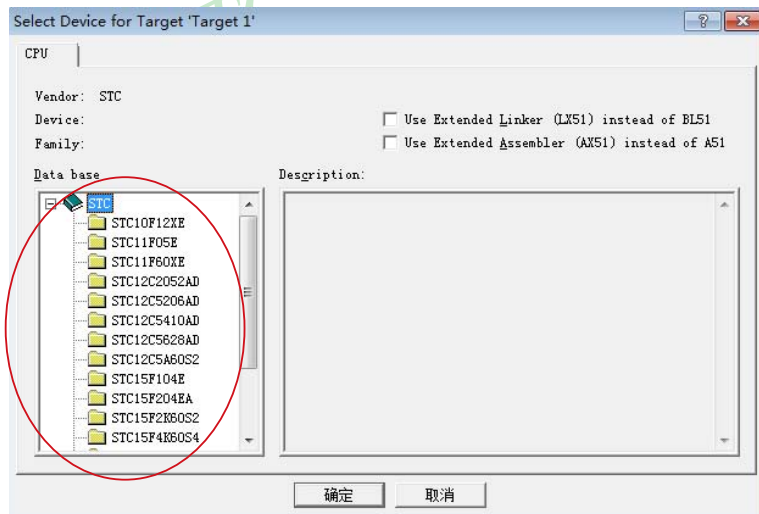 Select Device for Target 'Target 1'
CPU
Vendor: STC
Device:
Use Extended Linker (LX51) instead of BL51
Family:
Use Extended Assembler (AX51) instead of A51
Data base
Description:
STC
STC10F12XE
STC11F05E
STC11F60XE
STC12C2052AD
STC12C5206AD
STC12C5410AD
STC12C5628AD
STC12C5A60S2
STC15F104E
STC15F204EA
STC15F2K60S2
STC15F4K60S4
确定
取消